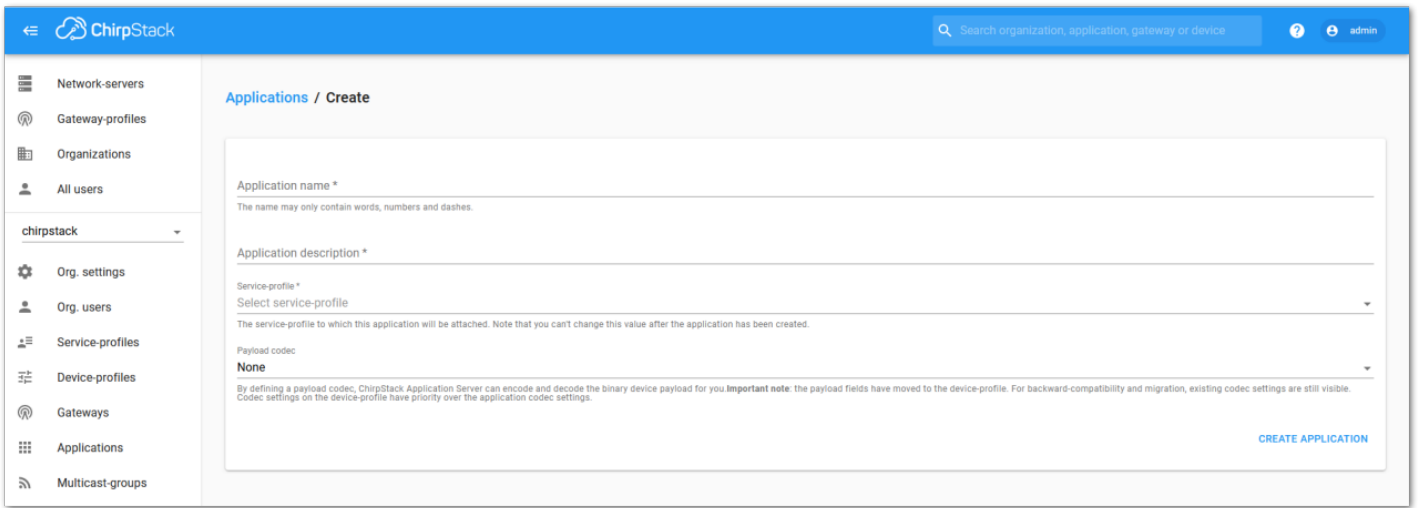 ChirpStack
Search organization, application, gateway or device
? admin
Network-servers
Gateway-profiles
Organizations
All users
chirpstack
Org. settings
Org. users
Service-profiles
Device-profiles
Gateways
Applications
Multicast-groups
Applications / Create
Application name *
The name may only contain words, numbers and dashes.
Application description *
Service-profile *
Select service-profile
The service-profile to which this application will be attached. Note that you can't change this value after the application has been created.
Payload codec
None
By defining a payload codec, ChirpStack Application Server can encode and decode the binary device payload for you.Important note: the payload fields have moved to the device-profile. For backward-compatibility and migration, existing codec settings are still visible.
Codec settings on the device-profile have priority over the application codec settings.
CREATE APPLICATION